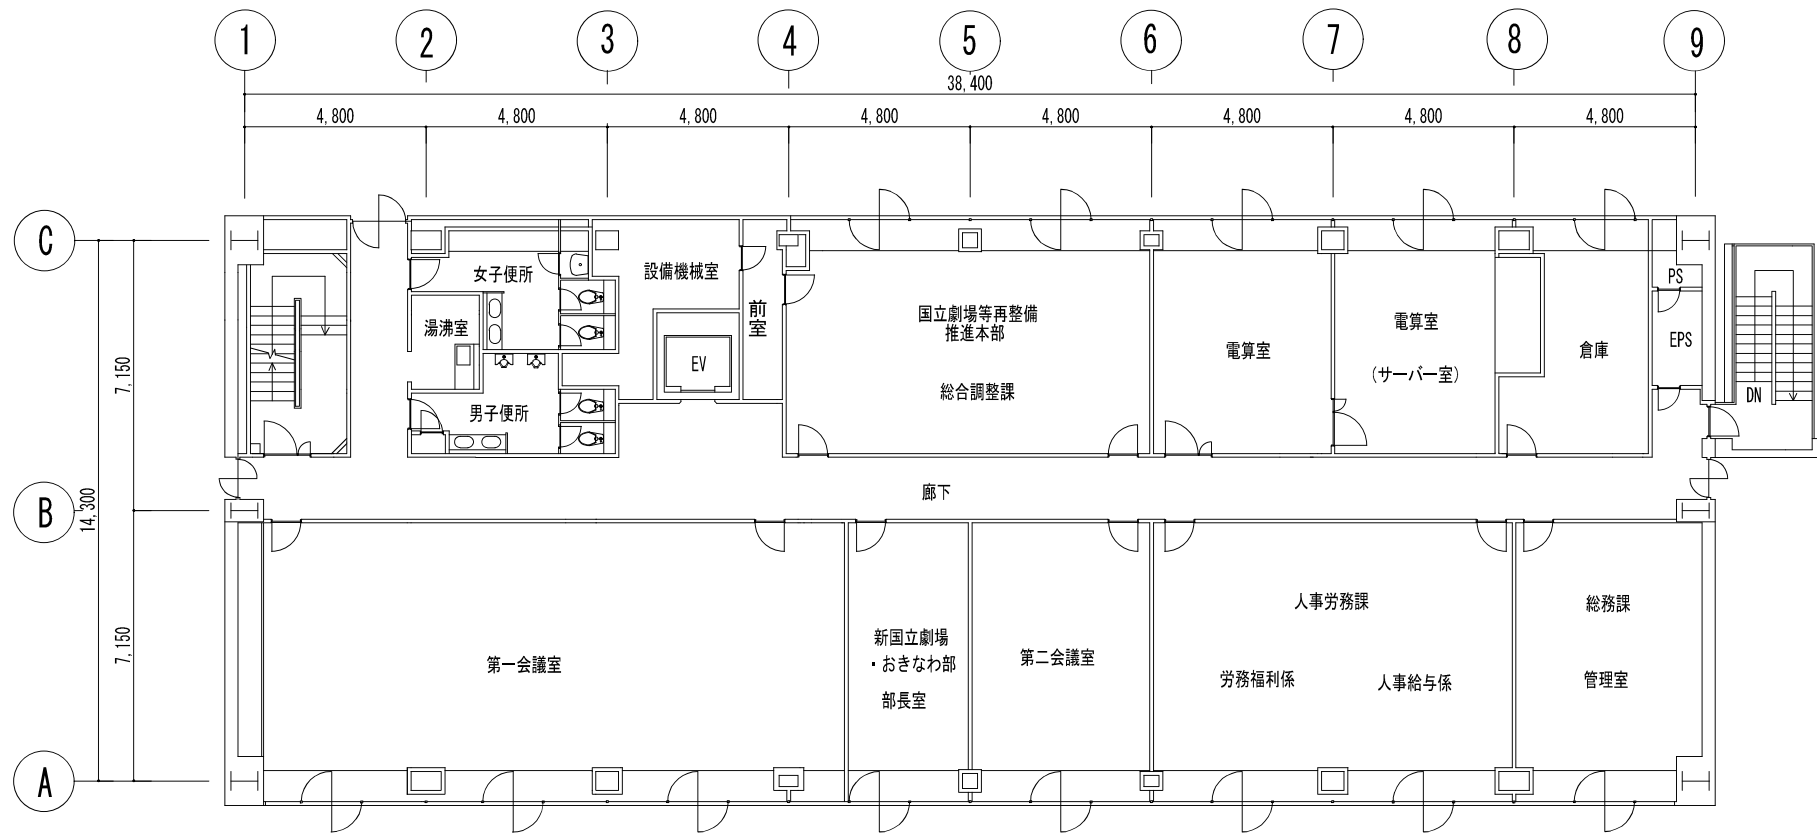 1
2
3
4
5
6
7
8
9
38,400
4,800
4,800
4,800
4,800
4,800
4,800
4,800
4,800
C
B
A
7,150
14,300
7,150
女子便所
設備機械室
湯沸室
前室
EV
男子便所
国立劇場等再整備
推進本部
総合調整課
電算室
電算室
(サーバー室)
倉庫
PS
EPS
DN
廊下
第一会議室
新国立劇場
・おきなわ部
部長室
第二会議室
人事労務課
労務福利係
人事給与係
総務課
管理室